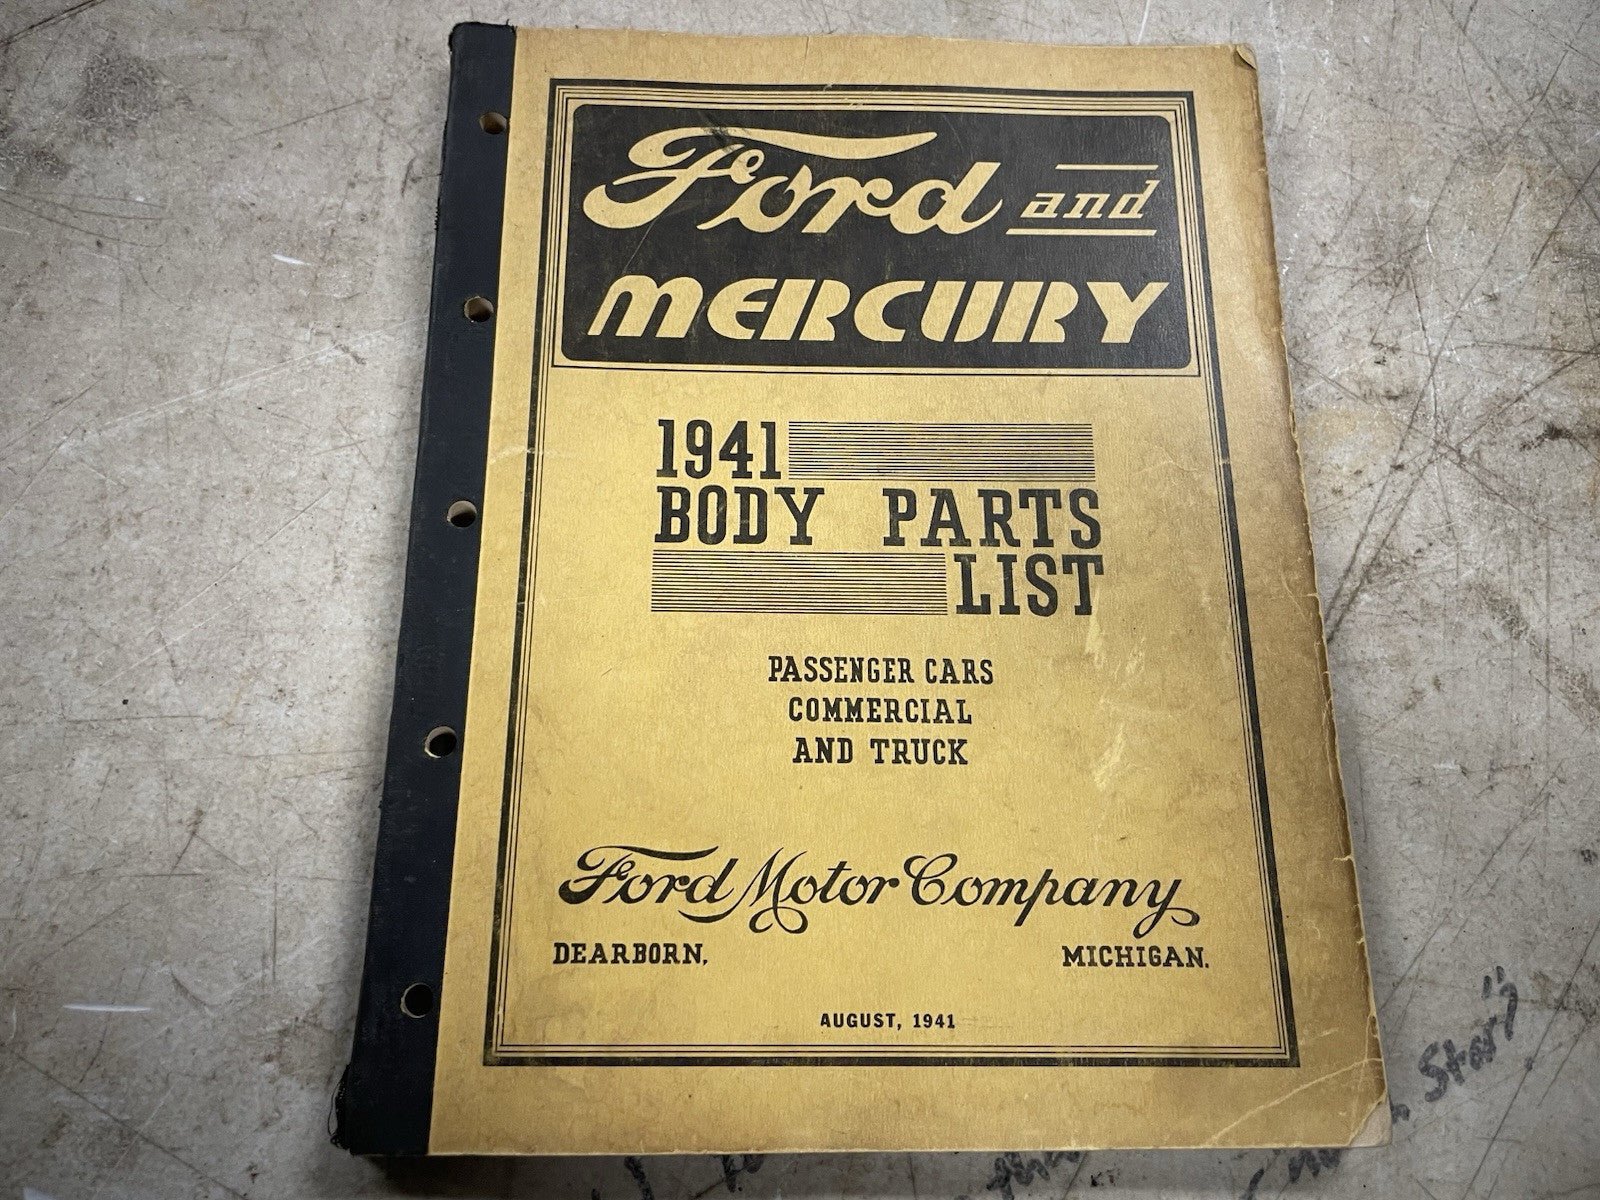 Ford and
MERCURY
1941
BODY PARTS
LIST
PASSENGER CARS
COMMERCIAL
AND TRUCK
Ford Motor Company
DEARBORN, MICHIGAN.
AUGUST, 1941